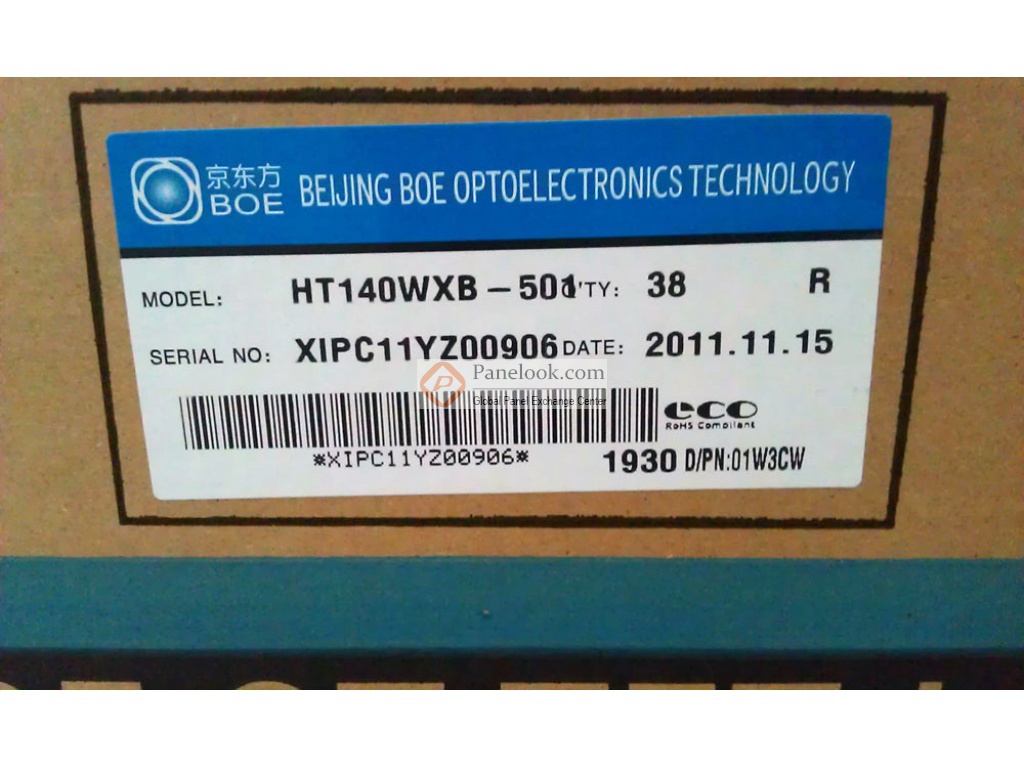 京东方
BOE
BEIJING BOE OPTOELECTRONICS TECHNOLOGY
MODEL: HT140WXB-501 Q'TY: 38 R
SERIAL NO: XIPC11YZ00906 DATE: 2011.11.15
Panelook.com
Global Panel Exchange Center
eco
RoHS Compliant
*XIPC11YZ00906* 1930 D/PN:01W3CW